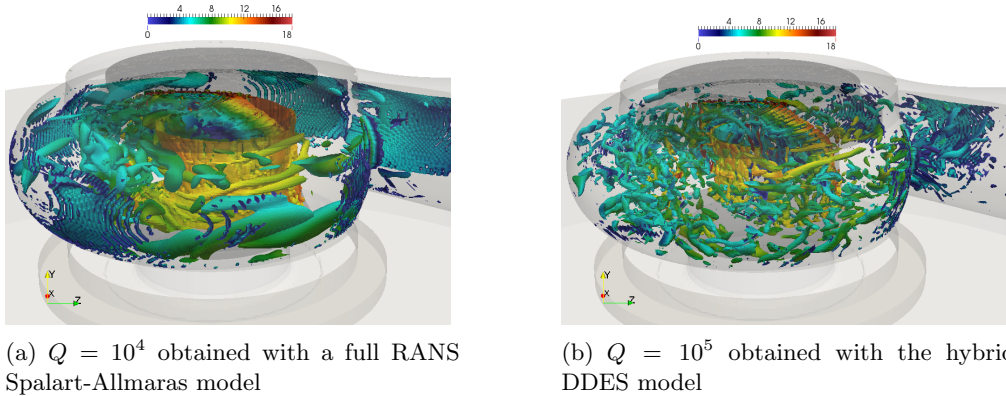 4 8 12 16
0 18
4 8 12 16
0 18
Y
X
Z
Y
X
Z
(a) Q = 10^4 obtained with a full RANS
Spalart-Allmaras model
(b) Q = 10^5 obtained with the hybrid
DDES model